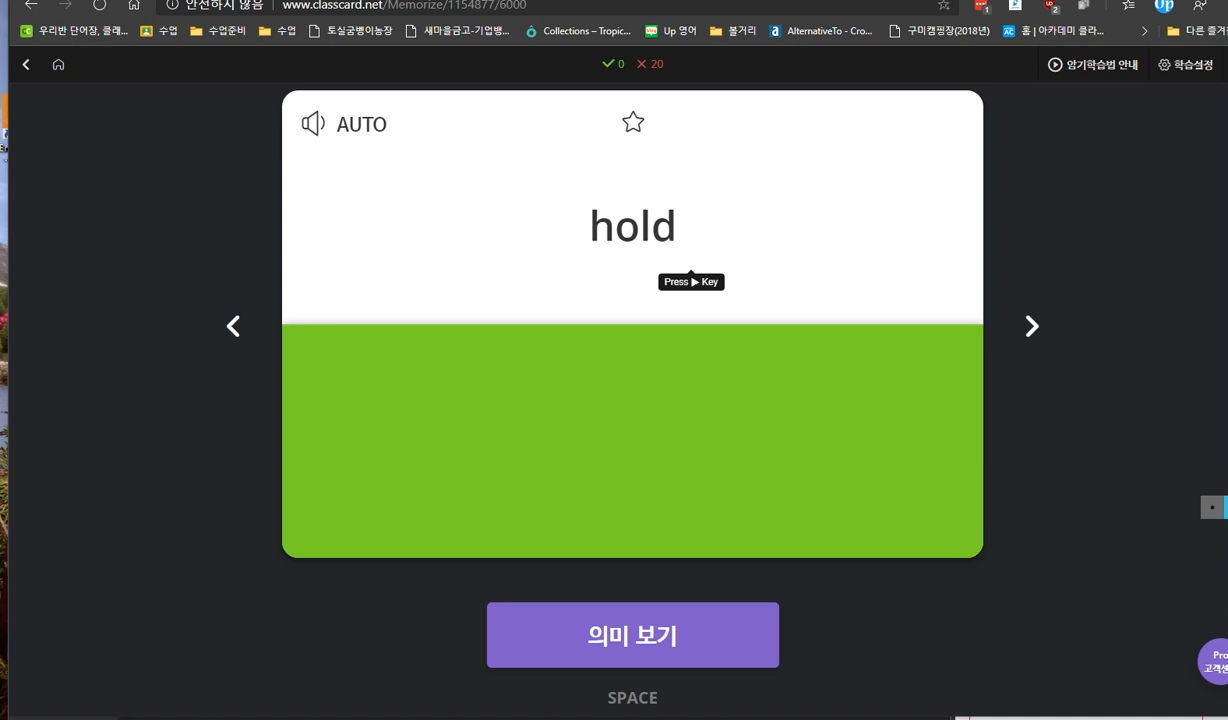 안전하지 않음 | www.classcard.net/Memorize/1154877/6000
우리반 단어장, 클래... 수업 수업준비 수업 토실공병이농장 새마을금고-기업뱅... Collections – Tropic... Up 영어 볼거리 AlternativeTo - Cro... 구미캠핑장(2018년) 홈 | 아카데미 클라... 다른 즐겨
0 20 암기학습법 안내 학습설정
AUTO
hold
Press ▶ Key
의미 보기
SPACE
Pro
고객센